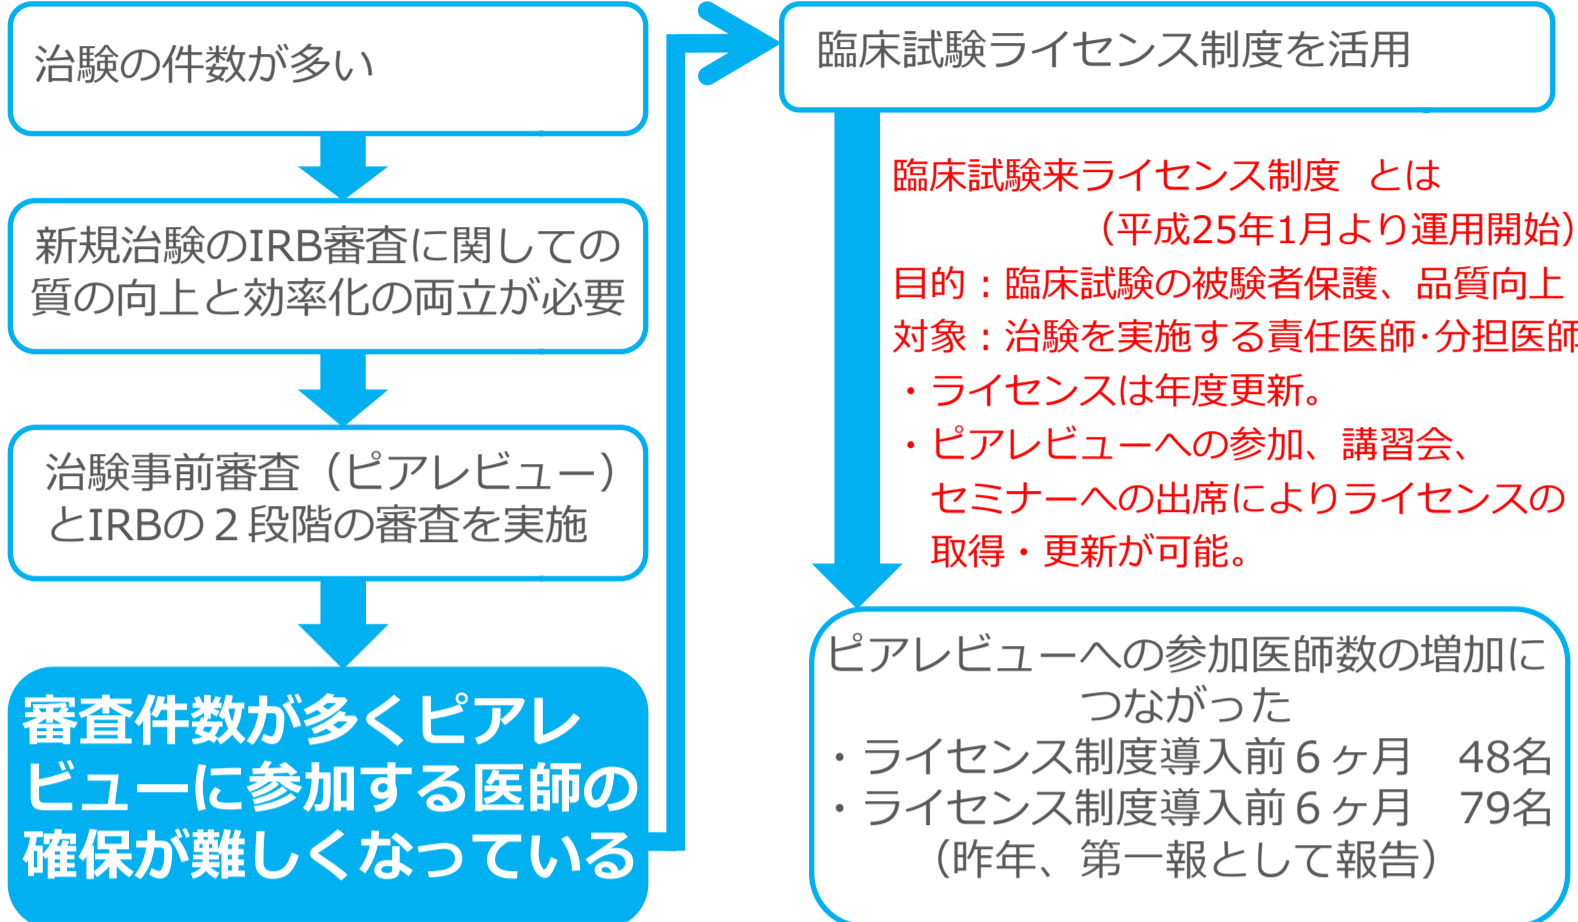 治験の件数が多い
新規治験のIRB審査に関しての
質の向上と効率化の両立が必要
治験事前審査（ピアレビュー）
とIRBの２段階の審査を実施
審査件数が多くピアレ
ビューに参加する医師の
確保が難しくなっている
臨床試験ライセンス制度を活用
臨床試験来ライセンス制度 とは
（平成25年1月より運用開始）
目的：臨床試験の被験者保護、品質向上
対象：治験を実施する責任医師･分担医師
・ライセンスは年度更新。
・ピアレビューへの参加、講習会、
セミナーへの出席によりライセンスの
取得・更新が可能。
ピアレビューへの参加医師数の増加に
つながった
・ライセンス制度導入前６ヶ月　48名
・ライセンス制度導入前６ヶ月　79名
（昨年、第一報として報告）